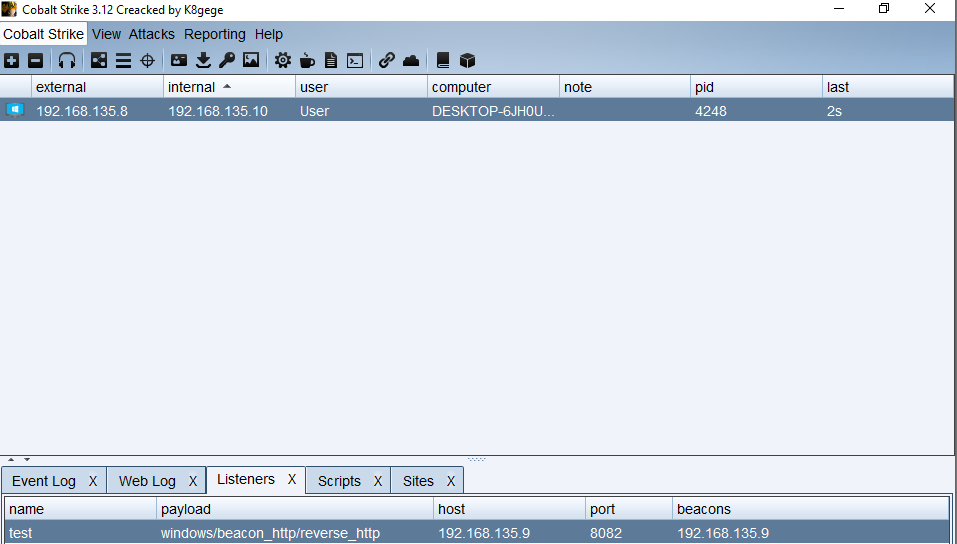 Cobalt Strike 3.12 Creacked by K8gege
Cobalt Strike View Attacks Reporting Help
external internal user computer note pid last
192.168.135.8 192.168.135.10 User DESKTOP-6JH0U... 4248 2s
Event Log X Web Log X Listeners X Scripts X Sites X
name payload host port beacons
test windows/beacon_http/reverse_http 192.168.135.9 8082 192.168.135.9